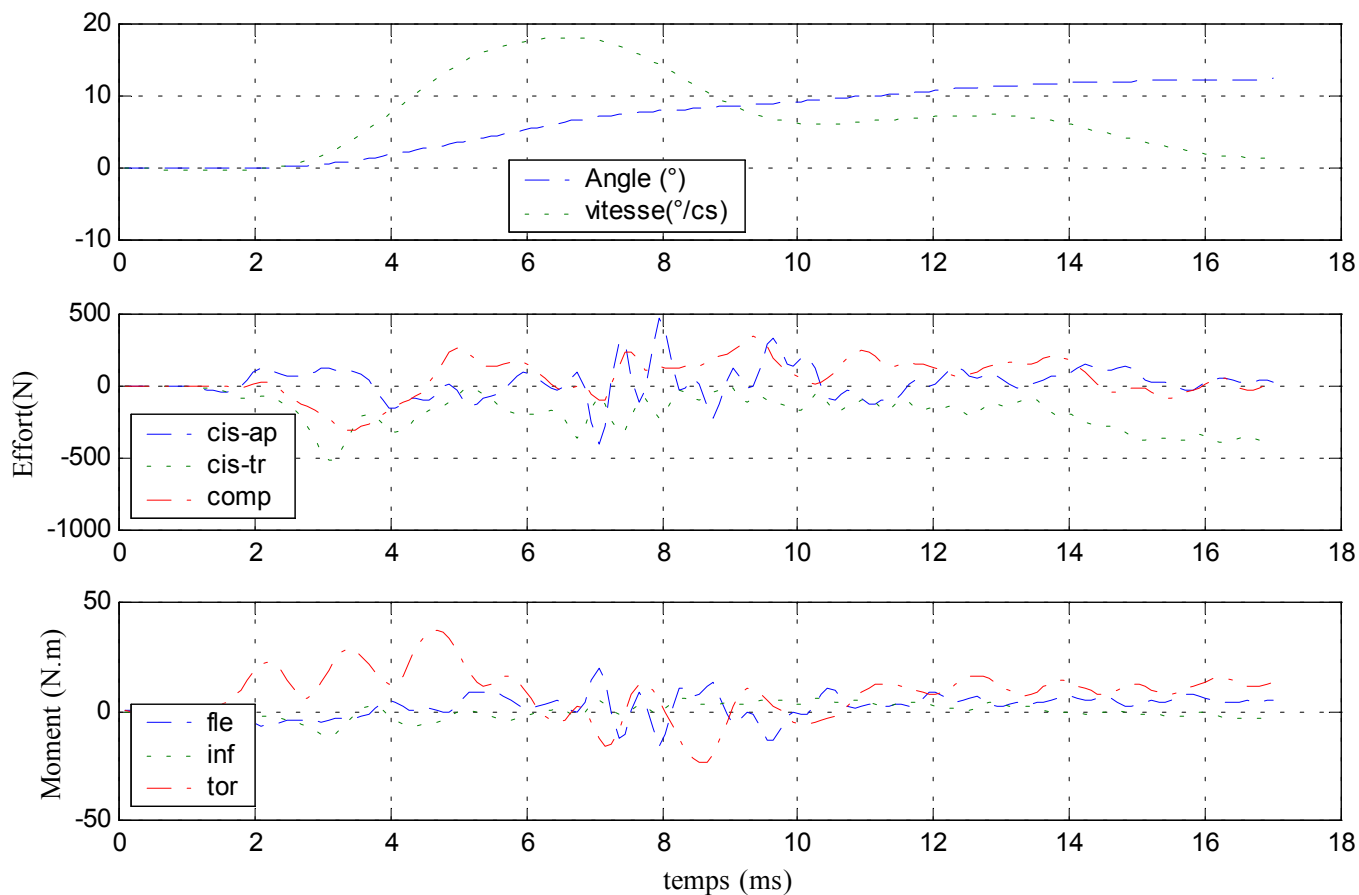 20
10
0
-10
0 2 4 6 8 10 12 14 16 18
Angle (°)
vitesse(°/cs)
Effort(N)
500
0
-500
-1000
0 2 4 6 8 10 12 14 16 18
cis-ap
cis-tr
comp
Moment (N.m)
50
0
-50
0 2 4 6 8 10 12 14 16 18
fle
inf
tor
temps (ms)